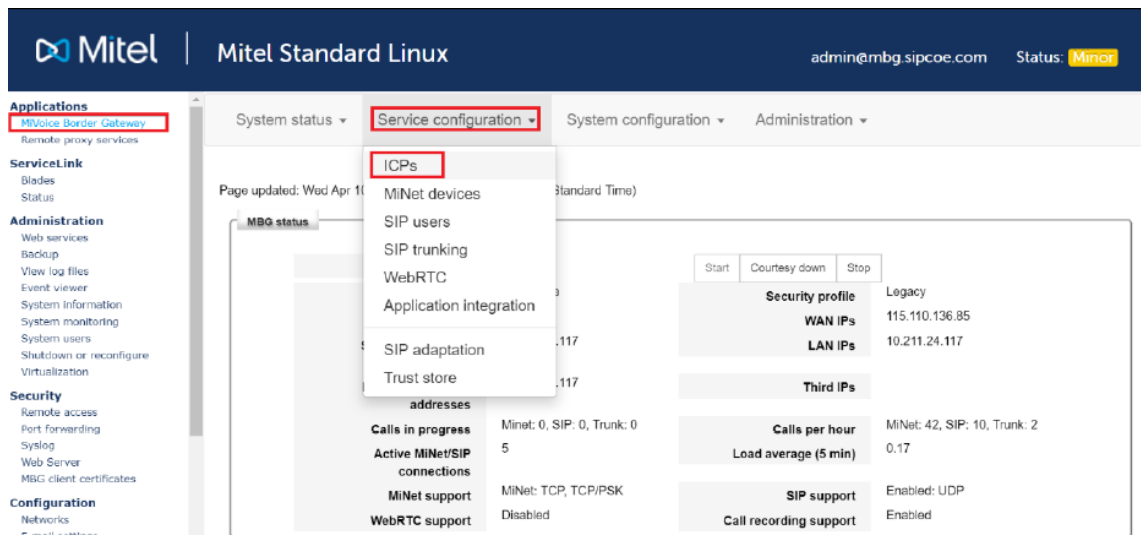 Mitel
Mitel Standard Linux
admin@mbg.sipcoe.com Status: Minor
Applications
MiVoice Border Gateway
Remote proxy services
ServiceLink
Blades
Status
Administration
Web services
Backup
View log files
Event viewer
System information
System monitoring
System users
Shutdown or reconfigure
Virtualization
Security
Remote access
Port forwarding
Syslog
Web Server
MBG client certificates
Configuration
Networks
E-mail settings
System status Service configuration System configuration Administration
ICPs
MiNet devices
SIP users
SIP trunking
WebRTC
Application integration
SIP adaptation
Trust store
Page updated: Wed Apr 10 Standard Time)
MBG status
Start Courtesy down Stop
Security profile Legacy
WAN IPs 115.110.136.85
.117 LAN IPs 10.211.24.117
.117 Third IPs
addresses
Calls in progress Minet: 0, SIP: 0, Trunk: 0 Calls per hour MiNet: 42, SIP: 10, Trunk: 2
Active MiNet/SIP connections 5 Load average (5 min) 0.17
MiNet support MiNet: TCP, TCP/PSK SIP support Enabled: UDP
WebRTC support Disabled Call recording support Enabled